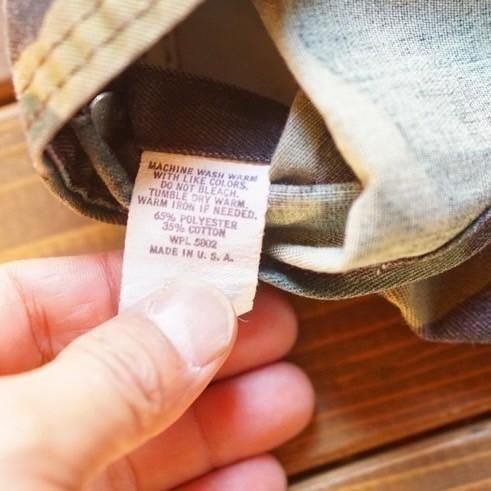 MACHINE WASH WARM
WITH LIKE COLORS.
DO NOT BLEACH.
TUMBLE DRY WARM.
WARM IRON IF NEEDED.
65% POLYESTER
35% COTTON
WPL 5802
MADE IN U.S.A.